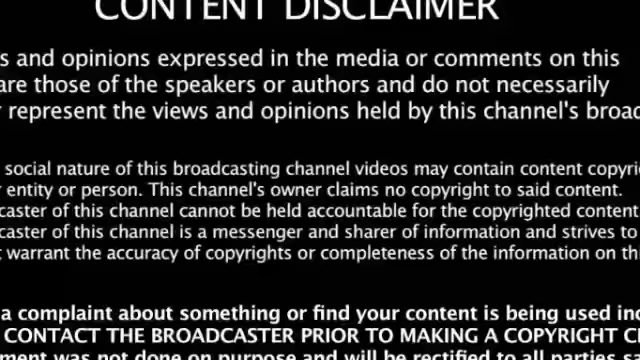 CONTENT DISCLAIMER
s and opinions expressed in the media or comments on this
are those of the speakers or authors and do not necessarily
r represent the views and opinions held by this channel's broad
social nature of this broadcasting channel videos may contain content copyri
r entity or person. This channel's owner claims no copyright to said content.
caster of this channel cannot be held accountable for the copyrighted content
caster of this channel is a messenger and sharer of information and strives to
t warrant the accuracy of copyrights or completeness of the information on thi
a complaint about something or find your content is being used inc
CONTACT THE BROADCASTER PRIOR TO MAKING A COPYRIGHT C
ment was not done on purpose and will be rectified to all parties